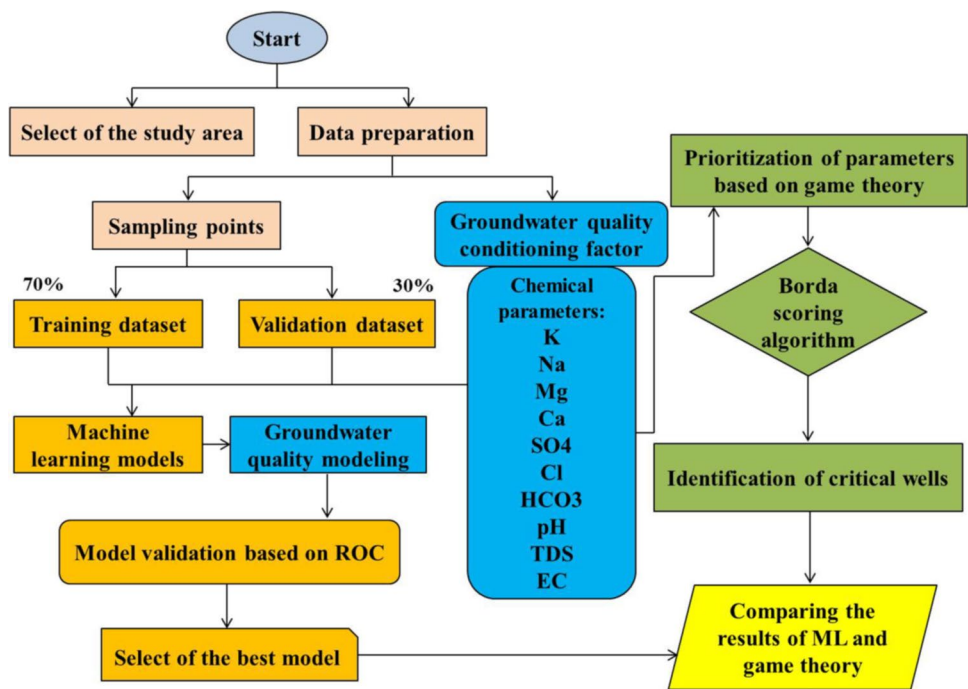 Start
Select of the study area
Data preparation
Sampling points
Groundwater quality
conditioning factor
70%
30%
Training dataset
Validation dataset
Chemical
parameters:
K
Na
Mg
Ca
SO4
Cl
HCO3
pH
TDS
EC
Machine
learning models
Groundwater
quality modeling
Model validation based on ROC
Select of the best model
Prioritization of parameters
based on game theory
Borda
scoring
algorithm
Identification of critical wells
Comparing the
results of ML and
game theory